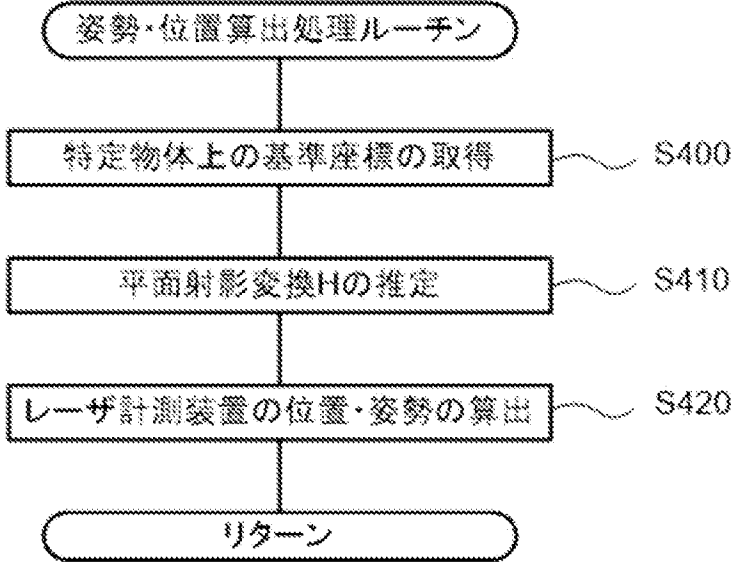 姿勢・位置算出処理ルーチン
特定物体上の基準座標の取得
S400
平面射影変換Hの推定
S410
レーザ計測装置の位置・姿勢の算出
S420
リターン